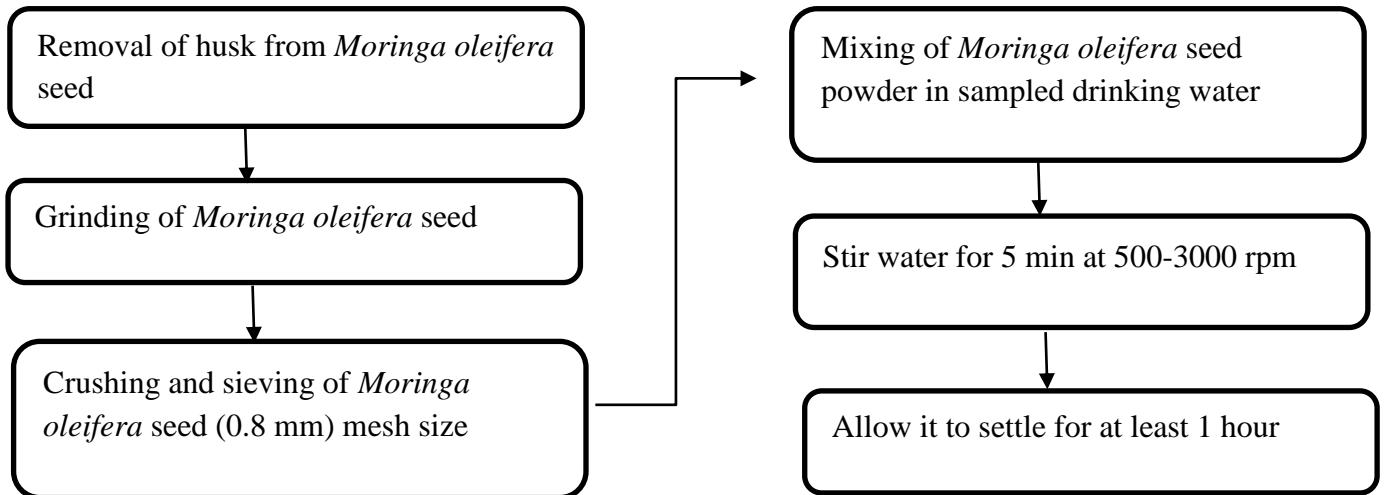 Removal of husk from Moringa oleifera
seed
Grinding of Moringa oleifera seed
Crushing and sieving of Moringa
oleifera seed (0.8 mm) mesh size
Mixing of Moringa oleifera seed
powder in sampled drinking water
Stir water for 5 min at 500-3000 rpm
Allow it to settle for at least 1 hour